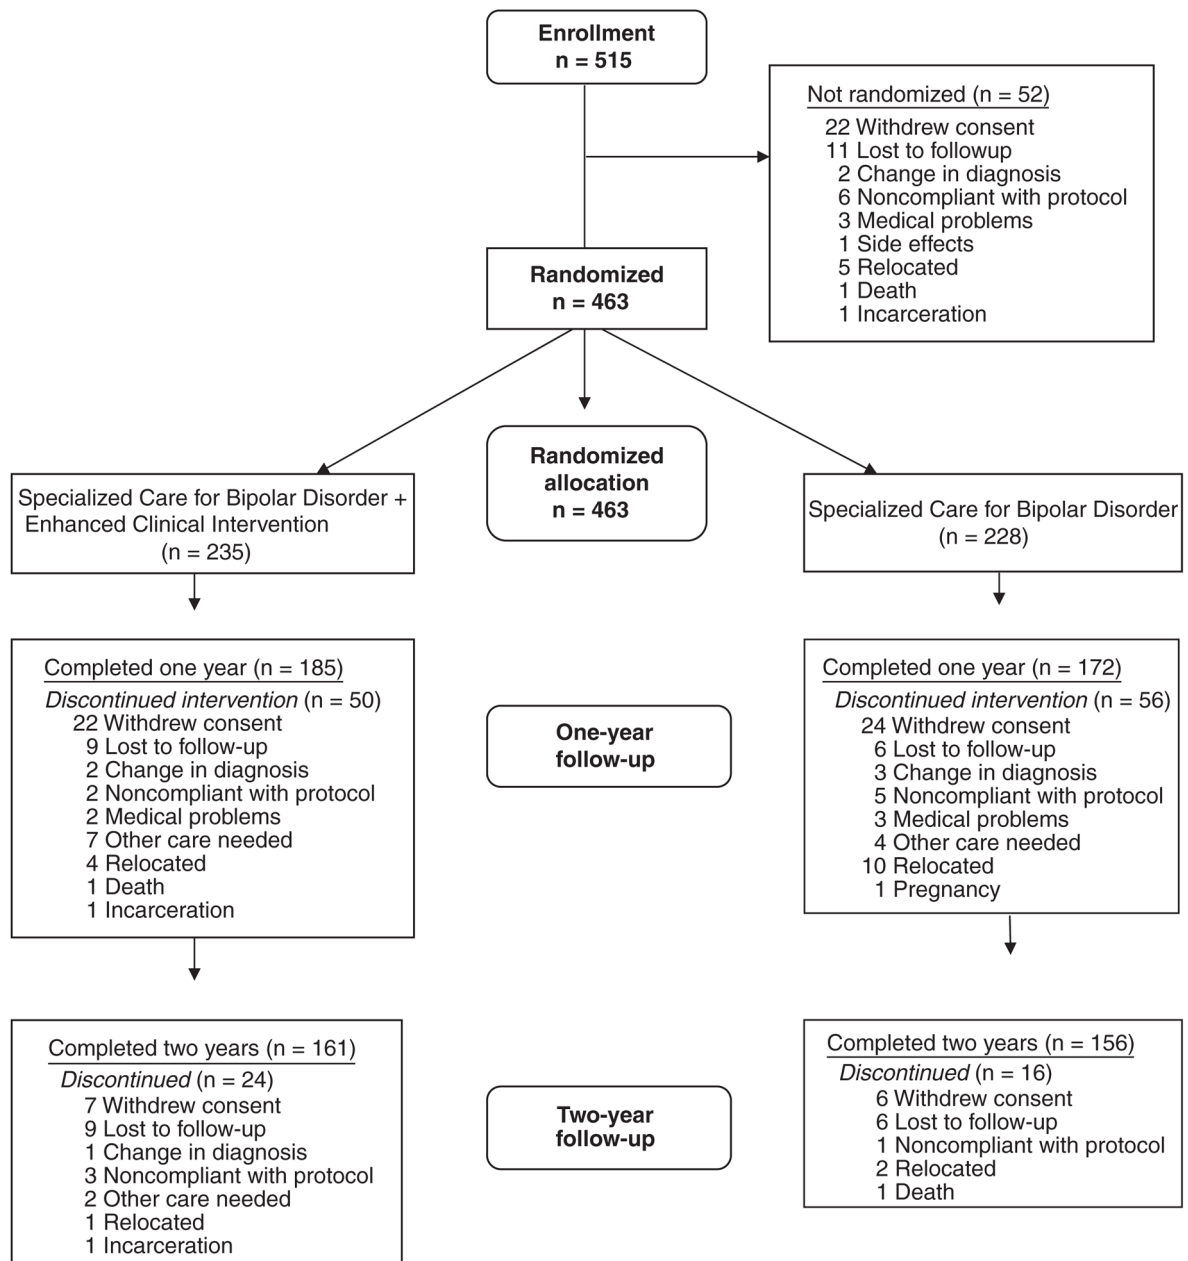 Enrollment
n = 515
Not randomized (n = 52)
22 Withdrew consent
11 Lost to followup
2 Change in diagnosis
6 Noncompliant with protocol
3 Medical problems
1 Side effects
5 Relocated
1 Death
1 Incarceration
Randomized
n = 463
Randomized
allocation
n = 463
Specialized Care for Bipolar Disorder +
Enhanced Clinical Intervention
(n = 235)
Specialized Care for Bipolar Disorder
(n = 228)
Completed one year (n = 185)
Discontinued intervention (n = 50)
22 Withdrew consent
9 Lost to follow-up
2 Change in diagnosis
2 Noncompliant with protocol
2 Medical problems
7 Other care needed
4 Relocated
1 Death
1 Incarceration
One-year
follow-up
Completed one year (n = 172)
Discontinued intervention (n = 56)
24 Withdrew consent
6 Lost to follow-up
3 Change in diagnosis
5 Noncompliant with protocol
3 Medical problems
4 Other care needed
10 Relocated
1 Pregnancy
Completed two years (n = 161)
Discontinued (n = 24)
7 Withdrew consent
9 Lost to follow-up
1 Change in diagnosis
3 Noncompliant with protocol
2 Other care needed
1 Relocated
1 Incarceration
Two-year
follow-up
Completed two years (n = 156)
Discontinued (n = 16)
6 Withdrew consent
6 Lost to follow-up
1 Noncompliant with protocol
2 Relocated
1 Death